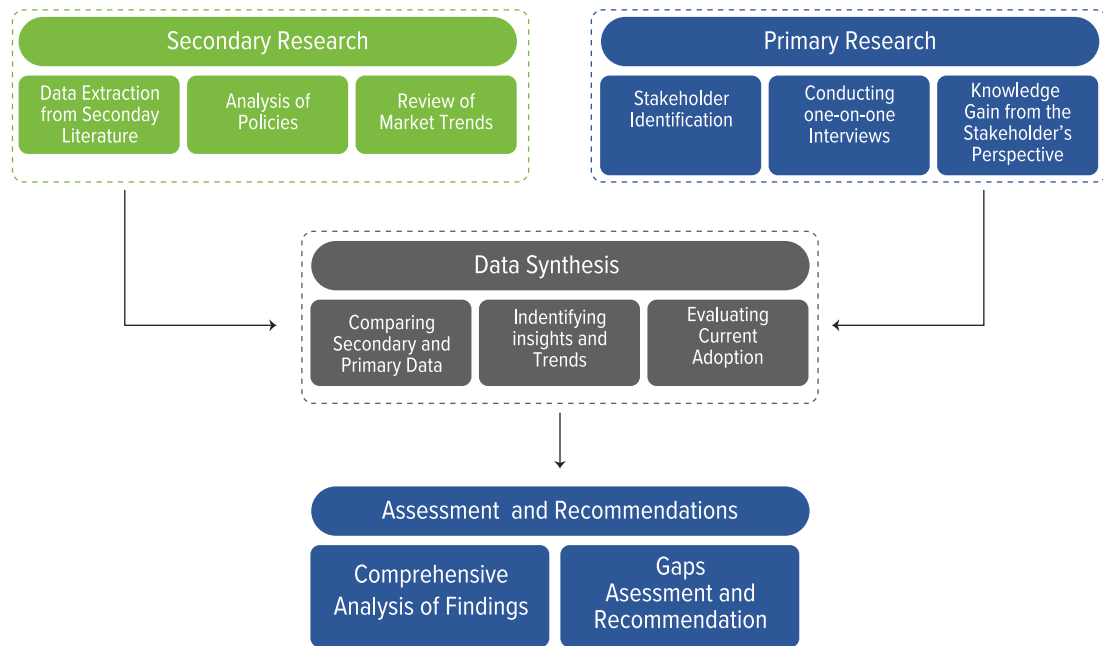 Secondary Research
Data Extraction
from Seconday
Literature
Analysis of
Policies
Review of
Market Trends
Primary Research
Stakeholder
Identification
Conducting
one-on-one
Interviews
Knowledge
Gain from the
Stakeholder's
Perspective
Data Synthesis
Comparing
Secondary and
Primary Data
Indentifying
insights and
Trends
Evaluating
Current
Adoption
Assessment and Recommendations
Comprehensive
Analysis of Findings
Gaps
Asessment and
Recommendation